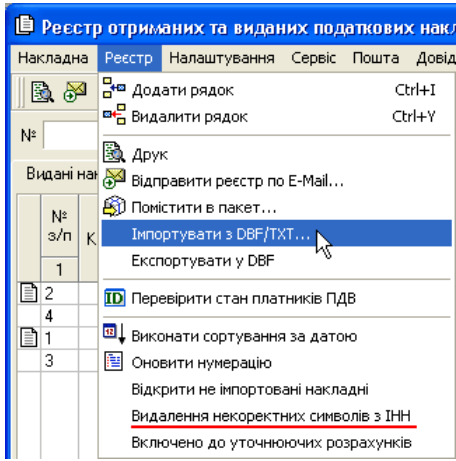 Реєстр отриманих та виданих податкових накл
Накладна Реєстр Налаштування Сервіс Пошта Довід
Додати рядок Ctrl+I
Видалити рядок Ctrl+Y
№
Друк
Видані нак
Відправити реєстр по E-Mail...
Помістити в пакет...
№ з/п К
Імпортувати з DBF/TXT...
Експортувати у DBF
1
2
Перевірити стан платників ПДВ
4
1
Виконати сортування за датою
3
Оновити нумерацію
Відкрити не імпортовані накладні
Видалення некоректних символів з ІНН
Включено до уточнюючих розрахунків